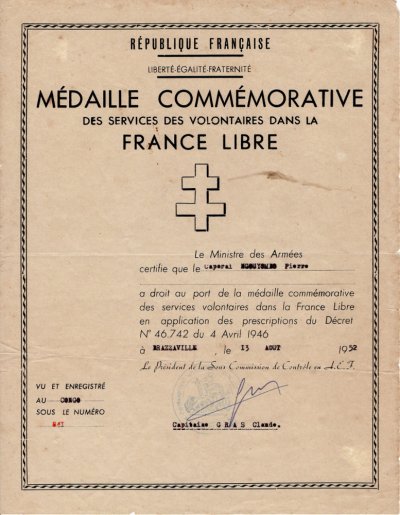 RÉPUBLIQUE FRANÇAISE
LIBERTÉ-ÉGALITÉ-FRATERNITÉ
MÉDAILLE COMMÉMORATIVE
DES SERVICES DES VOLONTAIRES DANS LA
FRANCE LIBRE
Le Ministre des Armées
certifie que le Caporal Pierre
a droit au port de la médaille commémorative
des services volontaires dans la France Libre
en application des prescriptions du Décret
N° 46.742 du 4 Avril 1946
à BRAZZAVILLE, le 13 AOUT 1952
Le Président de la Sous Commission de Contrôle en A.E.F.
VU ET ENREGISTRÉ
AU CONGO
SOUS LE NUMÉRO
Capitaine GRAS Claude.